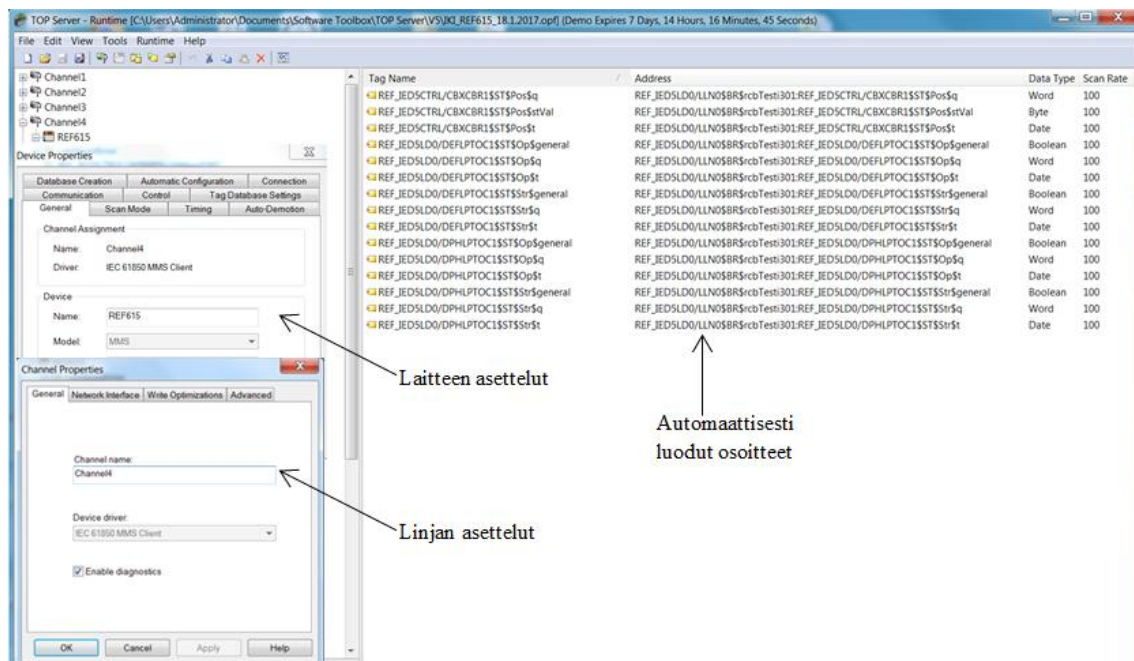 TOP Server - Runtime [C:\Users\Administrator\Documents\Software Toolbox\TOP Server\V5\JKI_REF615_18.1.2017.opf] (Demo Expires 7 Days, 14 Hours, 16 Minutes, 45 Seconds)
File Edit View Tools Runtime Help
Channel1
Channel2
Channel3
Channel4
REF615
Device Properties
Database Creation Automatic Configuration Connection
Communication Control Tag Database Settings
General Scan Mode Timing Auto-Demotion
Channel Assignment
Name: Channel4
Driver: IEC 61850 MMS Client
Device
Name: REF615
Model: MMS
Channel Properties
General Network Interface Write Optimizations Advanced
Channel name:
Channel4
Device driver:
IEC 61850 MMS Client
Enable diagnostics
OK Cancel Apply Help
Tag Name Address Data Type Scan Rate
REF_IED5CTRL/CBXCBR1$ST$Pos$q REF_IED5LD0/LLN0$BR$rcbTesti301:REF_IED5CTRL/CBXCBR1$ST$Pos$q Word 100
REF_IED5CTRL/CBXCBR1$ST$Pos$stVal REF_IED5LD0/LLN0$BR$rcbTesti301:REF_IED5CTRL/CBXCBR1$ST$Pos$stVal Byte 100
REF_IED5CTRL/CBXCBR1$ST$Pos$t REF_IED5LD0/LLN0$BR$rcbTesti301:REF_IED5CTRL/CBXCBR1$ST$Pos$t Date 100
REF_IED5LD0/DEFLPTOC1$ST$Op$general REF_IED5LD0/LLN0$BR$rcbTesti301:REF_IED5LD0/DEFLPTOC1$ST$Op$general Boolean 100
REF_IED5LD0/DEFLPTOC1$ST$Op$q REF_IED5LD0/LLN0$BR$rcbTesti301:REF_IED5LD0/DEFLPTOC1$ST$Op$q Word 100
REF_IED5LD0/DEFLPTOC1$ST$Op$t REF_IED5LD0/LLN0$BR$rcbTesti301:REF_IED5LD0/DEFLPTOC1$ST$Op$t Date 100
REF_IED5LD0/DEFLPTOC1$ST$Str$general REF_IED5LD0/LLN0$BR$rcbTesti301:REF_IED5LD0/DEFLPTOC1$ST$Str$general Boolean 100
REF_IED5LD0/DEFLPTOC1$ST$Str$q REF_IED5LD0/LLN0$BR$rcbTesti301:REF_IED5LD0/DEFLPTOC1$ST$Str$q Word 100
REF_IED5LD0/DEFLPTOC1$ST$Str$t REF_IED5LD0/LLN0$BR$rcbTesti301:REF_IED5LD0/DEFLPTOC1$ST$Str$t Date 100
REF_IED5LD0/DPHLPTOC1$ST$Op$general REF_IED5LD0/LLN0$BR$rcbTesti301:REF_IED5LD0/DPHLPTOC1$ST$Op$general Boolean 100
REF_IED5LD0/DPHLPTOC1$ST$Op$q REF_IED5LD0/LLN0$BR$rcbTesti301:REF_IED5LD0/DPHLPTOC1$ST$Op$q Word 100
REF_IED5LD0/DPHLPTOC1$ST$Op$t REF_IED5LD0/LLN0$BR$rcbTesti301:REF_IED5LD0/DPHLPTOC1$ST$Op$t Date 100
REF_IED5LD0/DPHLPTOC1$ST$Str$general REF_IED5LD0/LLN0$BR$rcbTesti301:REF_IED5LD0/DPHLPTOC1$ST$Str$general Boolean 100
REF_IED5LD0/DPHLPTOC1$ST$Str$q REF_IED5LD0/LLN0$BR$rcbTesti301:REF_IED5LD0/DPHLPTOC1$ST$Str$q Word 100
REF_IED5LD0/DPHLPTOC1$ST$Str$t REF_IED5LD0/LLN0$BR$rcbTesti301:REF_IED5LD0/DPHLPTOC1$ST$Str$t Date 100
Laitteen asettelut
Automaattisesti
luodut osoitteet
Linjan asettelut